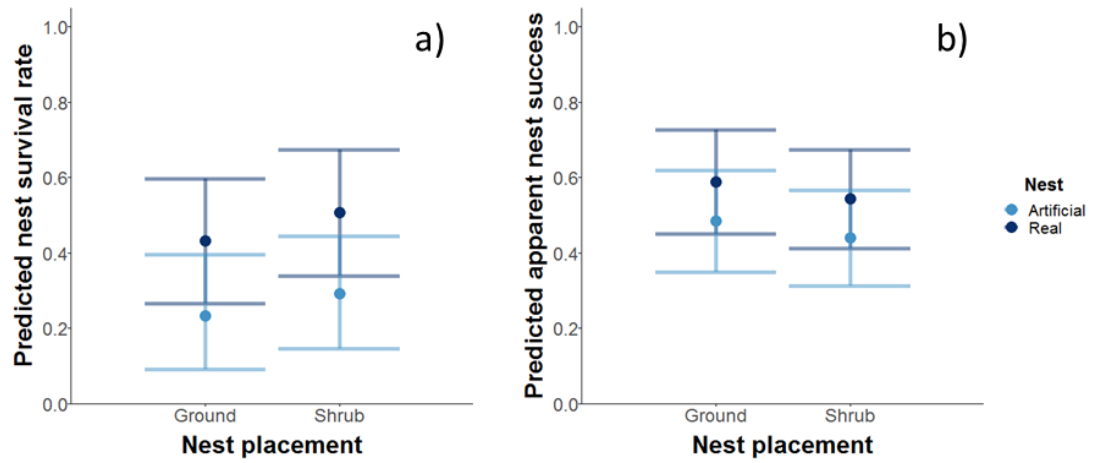 a)
Predicted nest survival rate
1.0
0.8
0.6
0.4
0.2
0.0
Ground
Shrub
Nest placement
b)
Predicted apparent nest success
1.0
0.8
0.6
0.4
0.2
0.0
Ground
Shrub
Nest placement
Nest
Artificial
Real